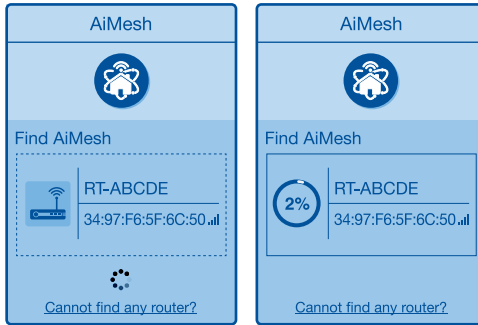 AiMesh
Find AiMesh
RT-ABCDE
34:97:F6:5F:6C:50
Cannot find any router?
AiMesh
Find AiMesh
2%
RT-ABCDE
34:97:F6:5F:6C:50
Cannot find any router?